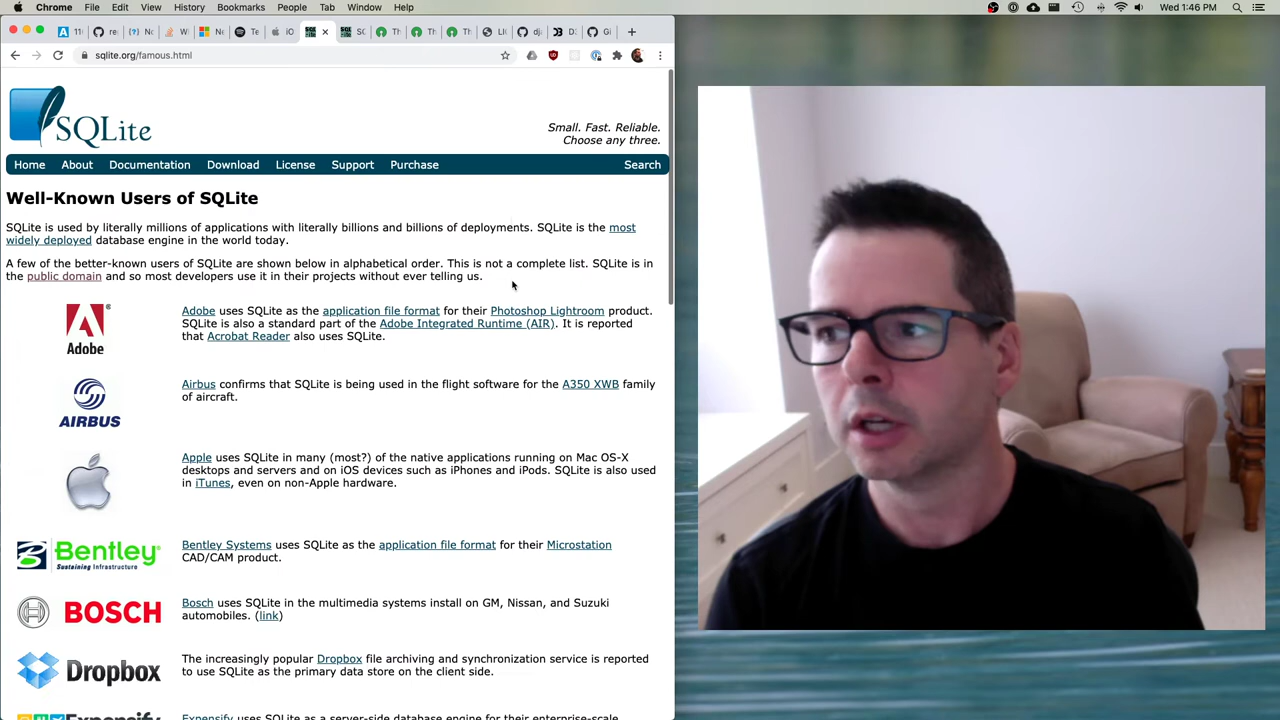 Chrome File Edit View History Bookmarks People Tab Window Help
Wed 1:46 PM
sqlite.org/famous.html
SQLite
Small. Fast. Reliable.
Choose any three.
Home About Documentation Download License Support Purchase Search
Well-Known Users of SQLite
SQLite is used by literally millions of applications with literally billions and billions of deployments. SQLite is the most
widely deployed database engine in the world today.
A few of the better-known users of SQLite are shown below in alphabetical order. This is not a complete list. SQLite is in
the public domain and so most developers use it in their projects without ever telling us.
Adobe
Adobe uses SQLite as the application file format for their Photoshop Lightroom product.
SQLite is also a standard part of the Adobe Integrated Runtime (AIR). It is reported
that Acrobat Reader also uses SQLite.
AIRBUS
Airbus confirms that SQLite is being used in the flight software for the A350 XWB family
of aircraft.
Apple uses SQLite in many (most?) of the native applications running on Mac OS-X
desktops and servers and on iOS devices such as iPhones and iPods. SQLite is also used
in iTunes, even on non-Apple hardware.
Bentley
Sustaining Infrastructure
Bentley Systems uses SQLite as the application file format for their Microstation
CAD/CAM product.
BOSCH
Bosch uses SQLite in the multimedia systems install on GM, Nissan, and Suzuki
automobiles. (link)
Dropbox
The increasingly popular Dropbox file archiving and synchronization service is reported
to use SQLite as the primary data store on the client side.
Expensify
Expensify uses SQLite as a server-side database engine for their enterprise-scale